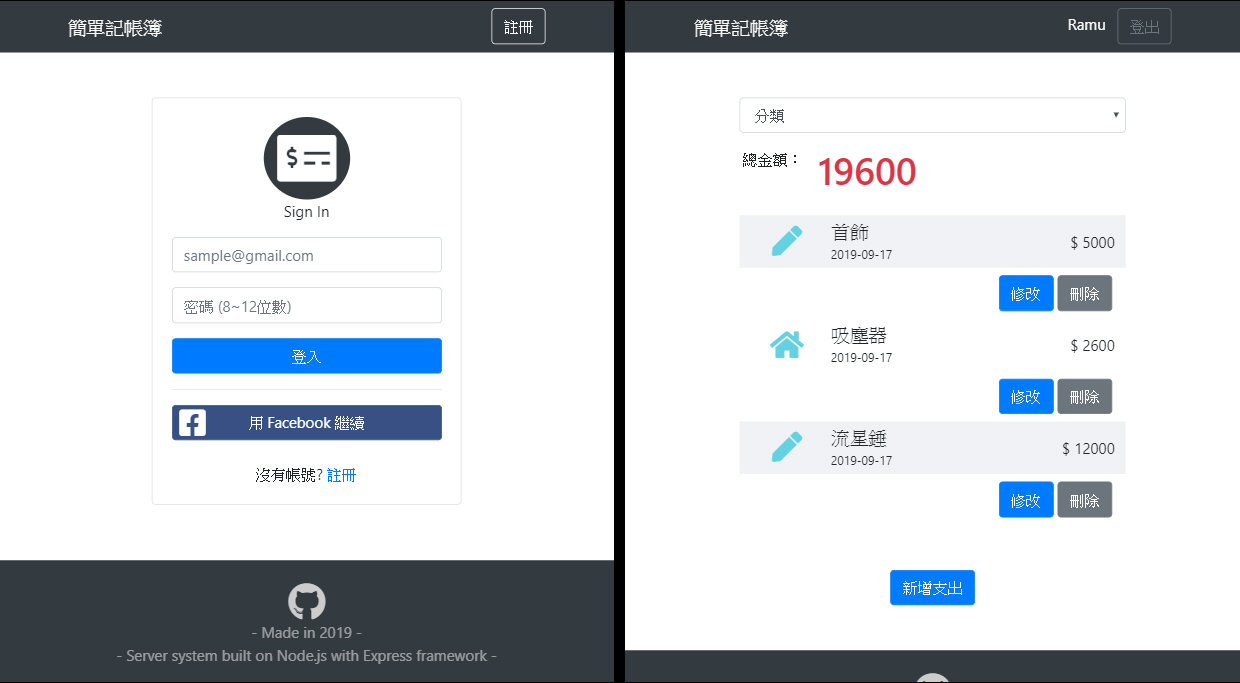 簡單記帳簿
註冊
$
Sign In
sample@gmail.com
密碼 (8~12位數)
登入
用 Facebook 繼續
沒有帳號? 註冊
- Made in 2019 -
- Server system built on Node.js with Express framework -
簡單記帳簿
Ramu
登出
分類
總金額：
19600
首飾
2019-09-17
$ 5000
修改
刪除
吸塵器
2019-09-17
$ 2600
修改
刪除
流星錘
2019-09-17
$ 12000
修改
刪除
新增支出